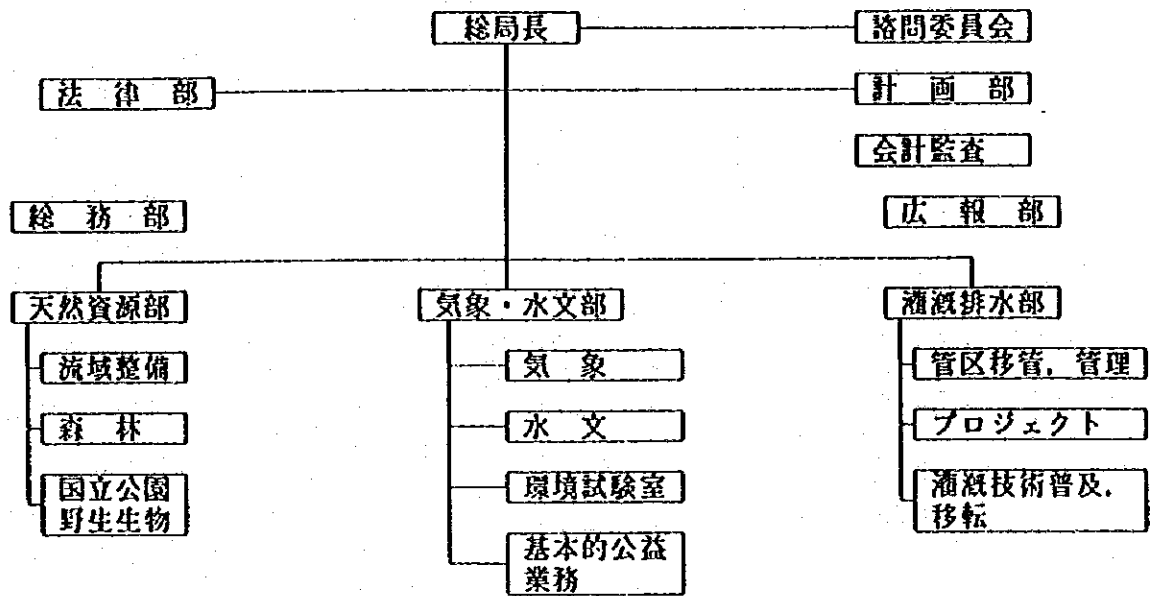 総局長
諮問委員会
法律部
計画部
会計監査
総務部
広報部
天然資源部
気象・水文部
灌漑排水部
流域整備
気象
管区移管, 管理
森林
水文
プロジェクト
国立公園
野生生物
環境試験室
灌漑技術普及,
移転
基本的公益
業務